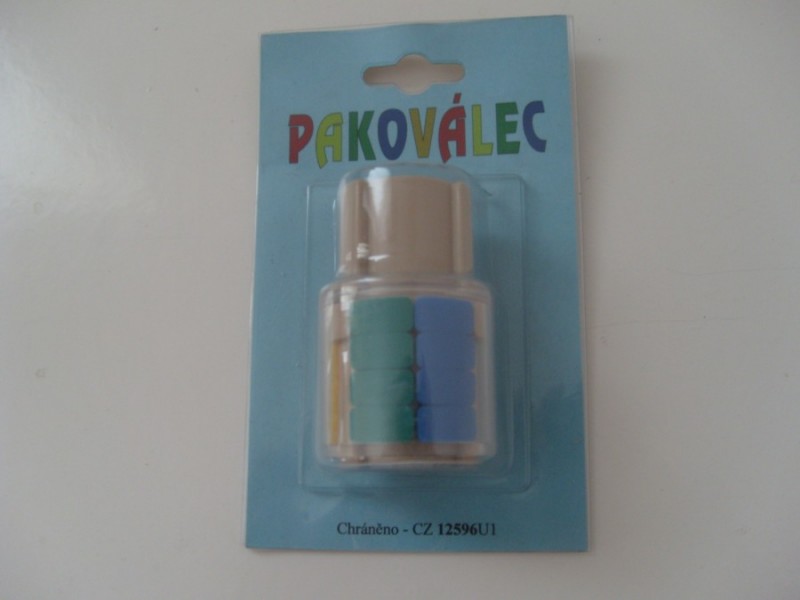 PAKOVÁLEC
Chráněno - CZ 12596U1